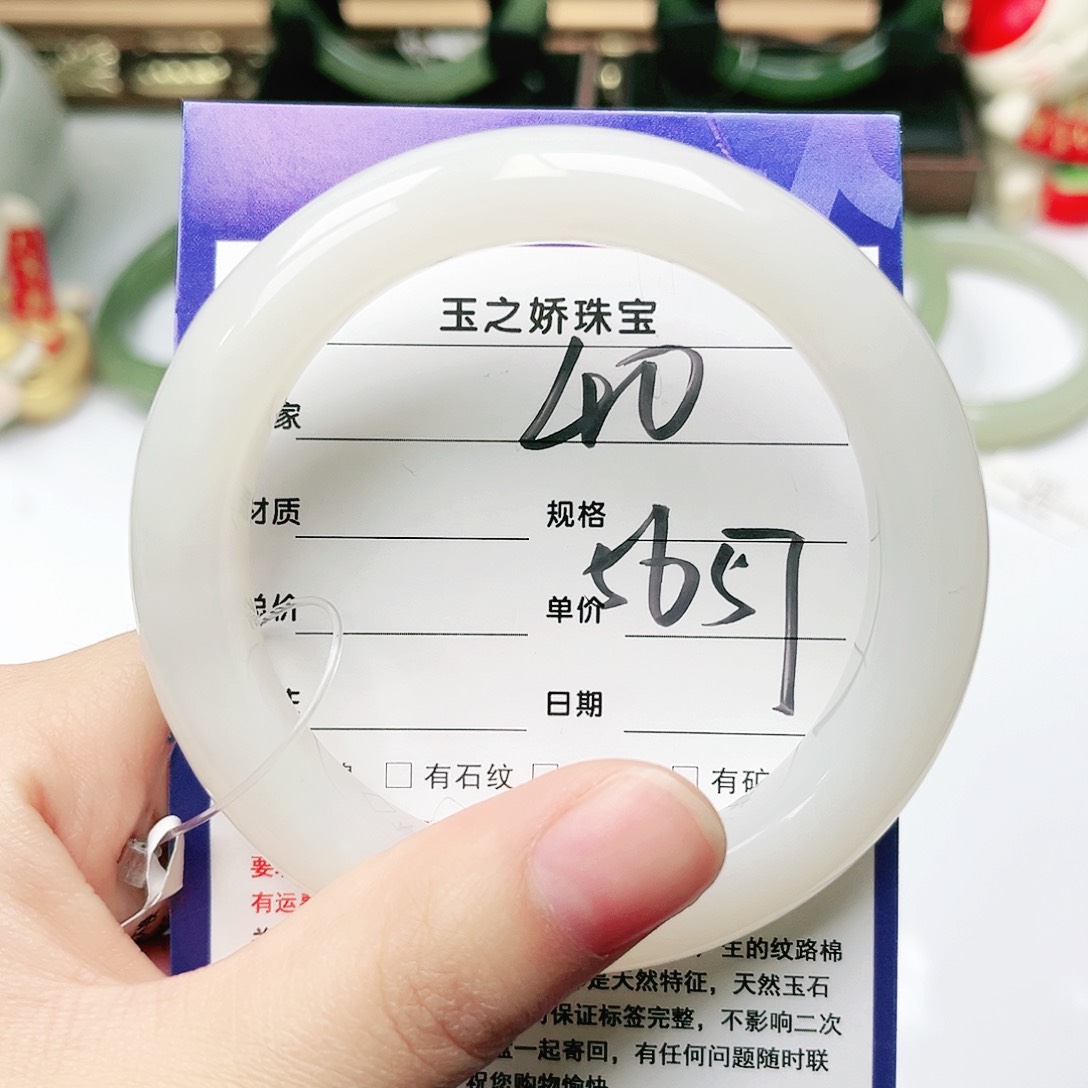 玉之娇珠宝
家 40
材质 规格
单价 565
日期
有石纹 有矿
要
有运
生的纹路棉
是天然特征，天然玉石
保证标签完整，不影响二次
一起寄回，有任何问题随时联
祝您购物愉快